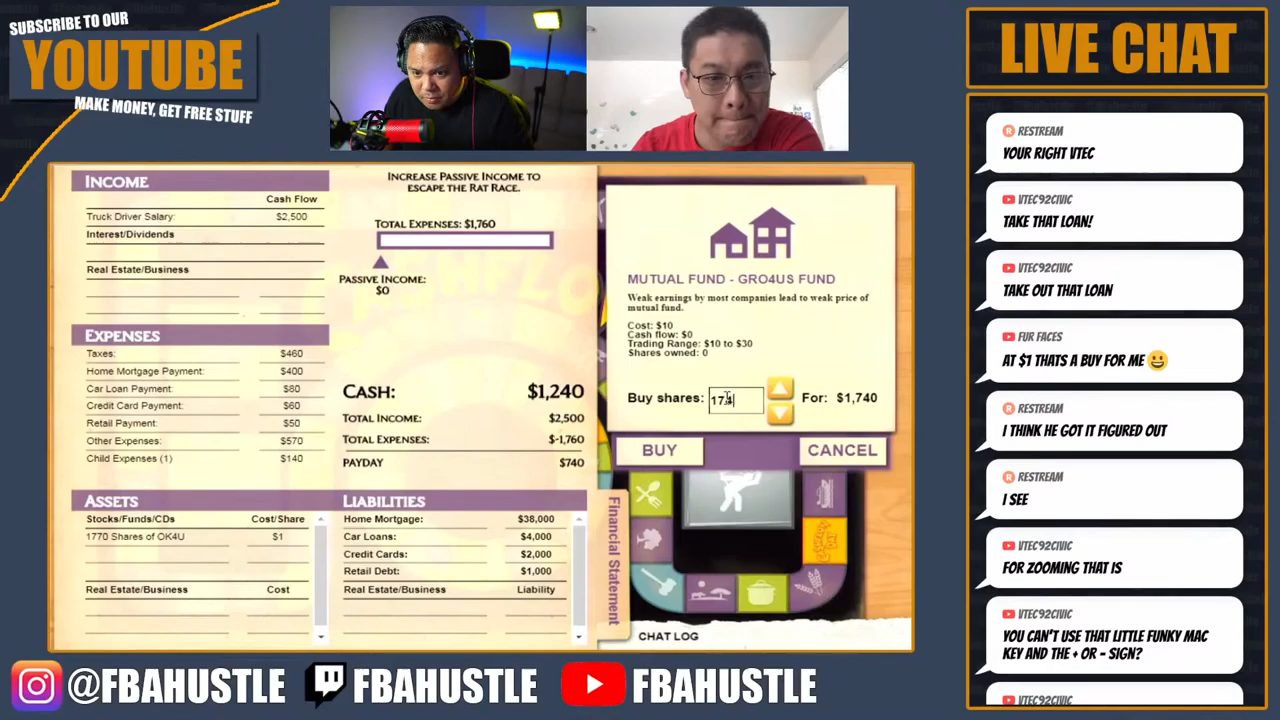 SUBSCRIBE TO OUR
YOUTUBE
MAKE MONEY, GET FREE STUFF
INCOME
Cash Flow
Truck Driver Salary: $2,500
Interest/Dividends
Real Estate/Business
EXPENSES
Taxes: $460
Home Mortgage Payment: $400
Car Loan Payment: $80
Credit Card Payment: $60
Retail Payment: $50
Other Expenses: $570
Child Expenses (1) $140
ASSETS
Stocks/Funds/CDs Cost/Share
1770 Shares of OK4U $1
Real Estate/Business Cost
INCREASE PASSIVE INCOME TO
ESCAPE THE RAT RACE.
TOTAL EXPENSES: $1,760
PASSIVE INCOME:
$0
CASH: $1,240
TOTAL INCOME: $2,500
TOTAL EXPENSES: $-1,760
PAYDAY $740
LIABILITIES
Home Mortgage: $38,000
Car Loans: $4,000
Credit Cards: $2,000
Retail Debt: $1,000
Real Estate/Business Liability
Financial Statement
MUTUAL FUND - GRO4US FUND
Weak earnings by most companies lead to weak price of
mutual fund.
Cost: $10
Cash flow: $0
Trading Range: $10 to $30
Shares owned: 0
Buy shares: 174 For: $1,740
BUY CANCEL
CHAT LOG
LIVE CHAT
RESTREAM
YOUR RIGHT VTEC
VTEC92CIVIC
TAKE THAT LOAN!
VTEC92CIVIC
TAKE OUT THAT LOAN
FUR FACES
AT $1 THATS A BUY FOR ME 😀
RESTREAM
I THINK HE GOT IT FIGURED OUT
RESTREAM
I SEE
VTEC92CIVIC
FOR ZOOMING THAT IS
VTEC92CIVIC
YOU CAN'T USE THAT LITTLE FUNKY MAC
KEY AND THE + OR - SIGN?
VTEC92CIVIC
@FBAHUSTLE FBAHUSTLE FBAHUSTLE